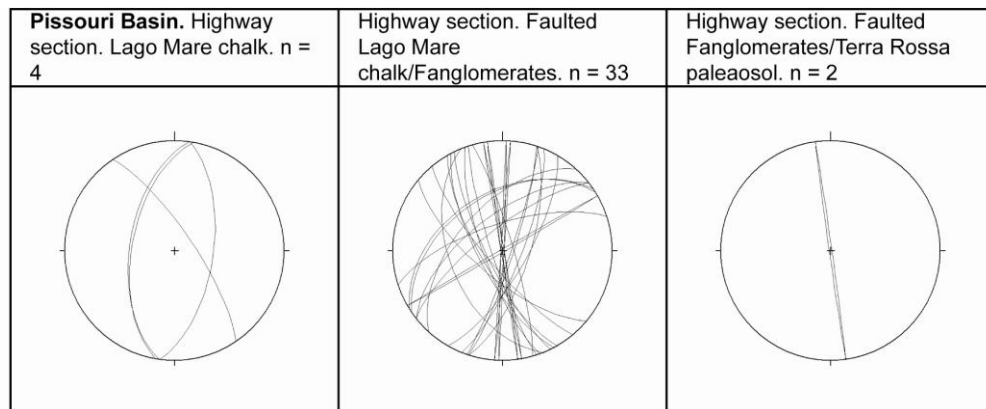 Pissouri Basin. Highway
section. Lago Mare chalk. n =
4
Highway section. Faulted
Lago Mare
chalk/Fanglomerates. n = 33
Highway section. Faulted
Fanglomerates/Terra Rossa
paleaosol. n = 2